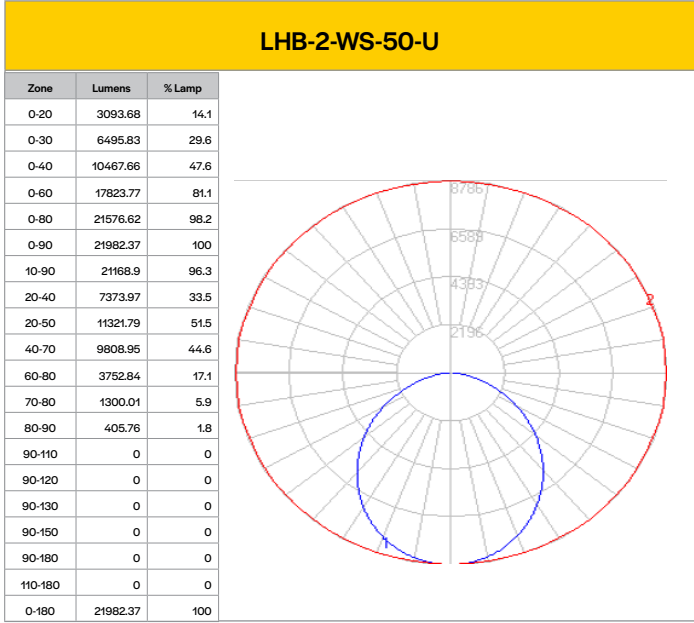 LHB-2-WS-50-U
Zone Lumens % Lamp
0-20 3093.68 14.1
0-30 6495.83 29.6
0-40 10467.66 47.6
0-60 17823.77 81.1
0-80 21576.62 98.2
0-90 21982.37 100
10-90 21168.9 96.3
20-40 7373.97 33.5
20-50 11321.79 51.5
40-70 9808.95 44.6
60-80 3752.84 17.1
70-80 1300.01 5.9
80-90 405.76 1.8
90-110 0 0
90-120 0 0
90-130 0 0
90-150 0 0
90-180 0 0
110-180 0 0
0-180 21982.37 100
8786
6589
4393
2196
2
1